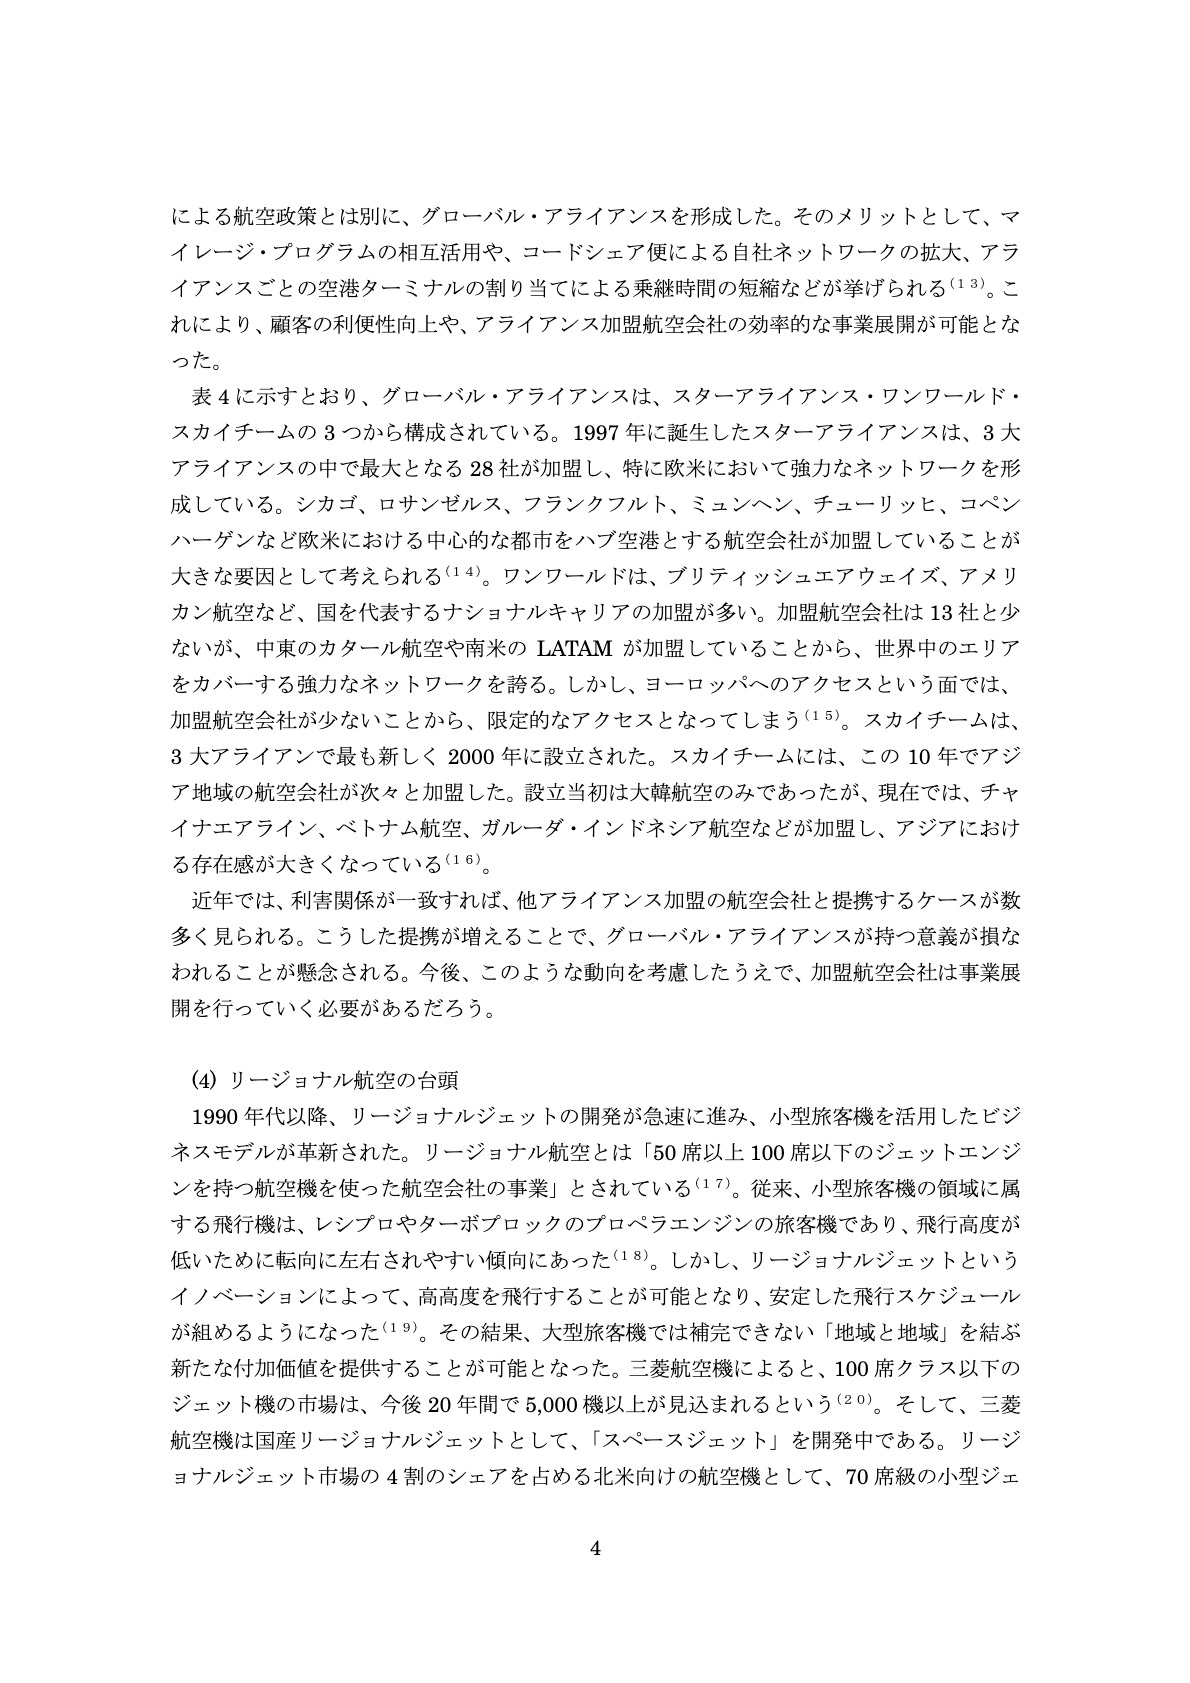 による航空政策とは別に、グローバル・アライアンスを形成した。そのメリットとして、マ
イレージ・プログラムの相互活用や、コードシェア便による自社ネットワークの拡大、アラ
イアンスごとの空港ターミナルの割り当てによる乗継時間の短縮などが挙げられる(13)。こ
れにより、顧客の利便性向上や、アライアンス加盟航空会社の効率的な事業展開が可能とな
った。
表 4 に示すとおり、グローバル・アライアンスは、スターアライアンス・ワンワールド・
スカイチームの 3 つから構成されている。1997 年に誕生したスターアライアンスは、3 大
アライアンスの中で最大となる 28 社が加盟し、特に欧米において強力なネットワークを形
成している。シカゴ、ロサンゼルス、フランクフルト、ミュンヘン、チューリッヒ、コペン
ハーゲンなど欧米における中心的な都市をハブ空港とする航空会社が加盟していることが
大きな要因として考えられる(14)。ワンワールドは、ブリティッシュエアウェイズ、アメリ
カン航空など、国を代表するナショナルキャリアの加盟が多い。加盟航空会社は 13 社と少
ないが、中東のカタール航空や南米の LATAM が加盟していることから、世界中のエリア
をカバーする強力なネットワークを誇る。しかし、ヨーロッパへのアクセスという面では、
加盟航空会社が少ないことから、限定的なアクセスとなってしまう(15)。スカイチームは、
3 大アライアンで最も新しく 2000 年に設立された。スカイチームには、この 10 年でアジ
ア地域の航空会社が次々と加盟した。設立当初は大韓航空のみであったが、現在では、チャ
イナエアライン、ベトナム航空、ガルーダ・インドネシア航空などが加盟し、アジアにおけ
る存在感が大きくなっている(16)。
近年では、利害関係が一致すれば、他アライアンス加盟の航空会社と提携するケースが数
多く見られる。こうした提携が増えることで、グローバル・アライアンスが持つ意義が損な
われることが懸念される。今後、このような動向を考慮したうえで、加盟航空会社は事業展
開を行っていく必要があるだろう。
(4) リージョナル航空の台頭
1990 年代以降、リージョナルジェットの開発が急速に進み、小型旅客機を活用したビジ
ネスモデルが革新された。リージョナル航空とは「50 席以上 100 席以下のジェットエンジ
ンを持つ航空機を使った航空会社の事業」とされている(17)。従来、小型旅客機の領域に属
する飛行機は、レシプロやターボプロックのプロペラエンジンの旅客機であり、飛行高度が
低いために転向に左右されやすい傾向にあった(18)。しかし、リージョナルジェットという
イノベーションによって、高高度を飛行することが可能となり、安定した飛行スケジュール
が組めるようになった(19)。その結果、大型旅客機では補完できない「地域と地域」を結ぶ
新たな付加価値を提供することが可能となった。三菱航空機によると、100 席クラス以下の
ジェット機の市場は、今後 20 年間で 5,000 機以上が見込まれるという(20)。そして、三菱
航空機は国産リージョナルジェットとして、「スペースジェット」を開発中である。リージ
ョナルジェット市場の 4 割のシェアを占める北米向けの航空機として、70 席級の小型ジェ
4